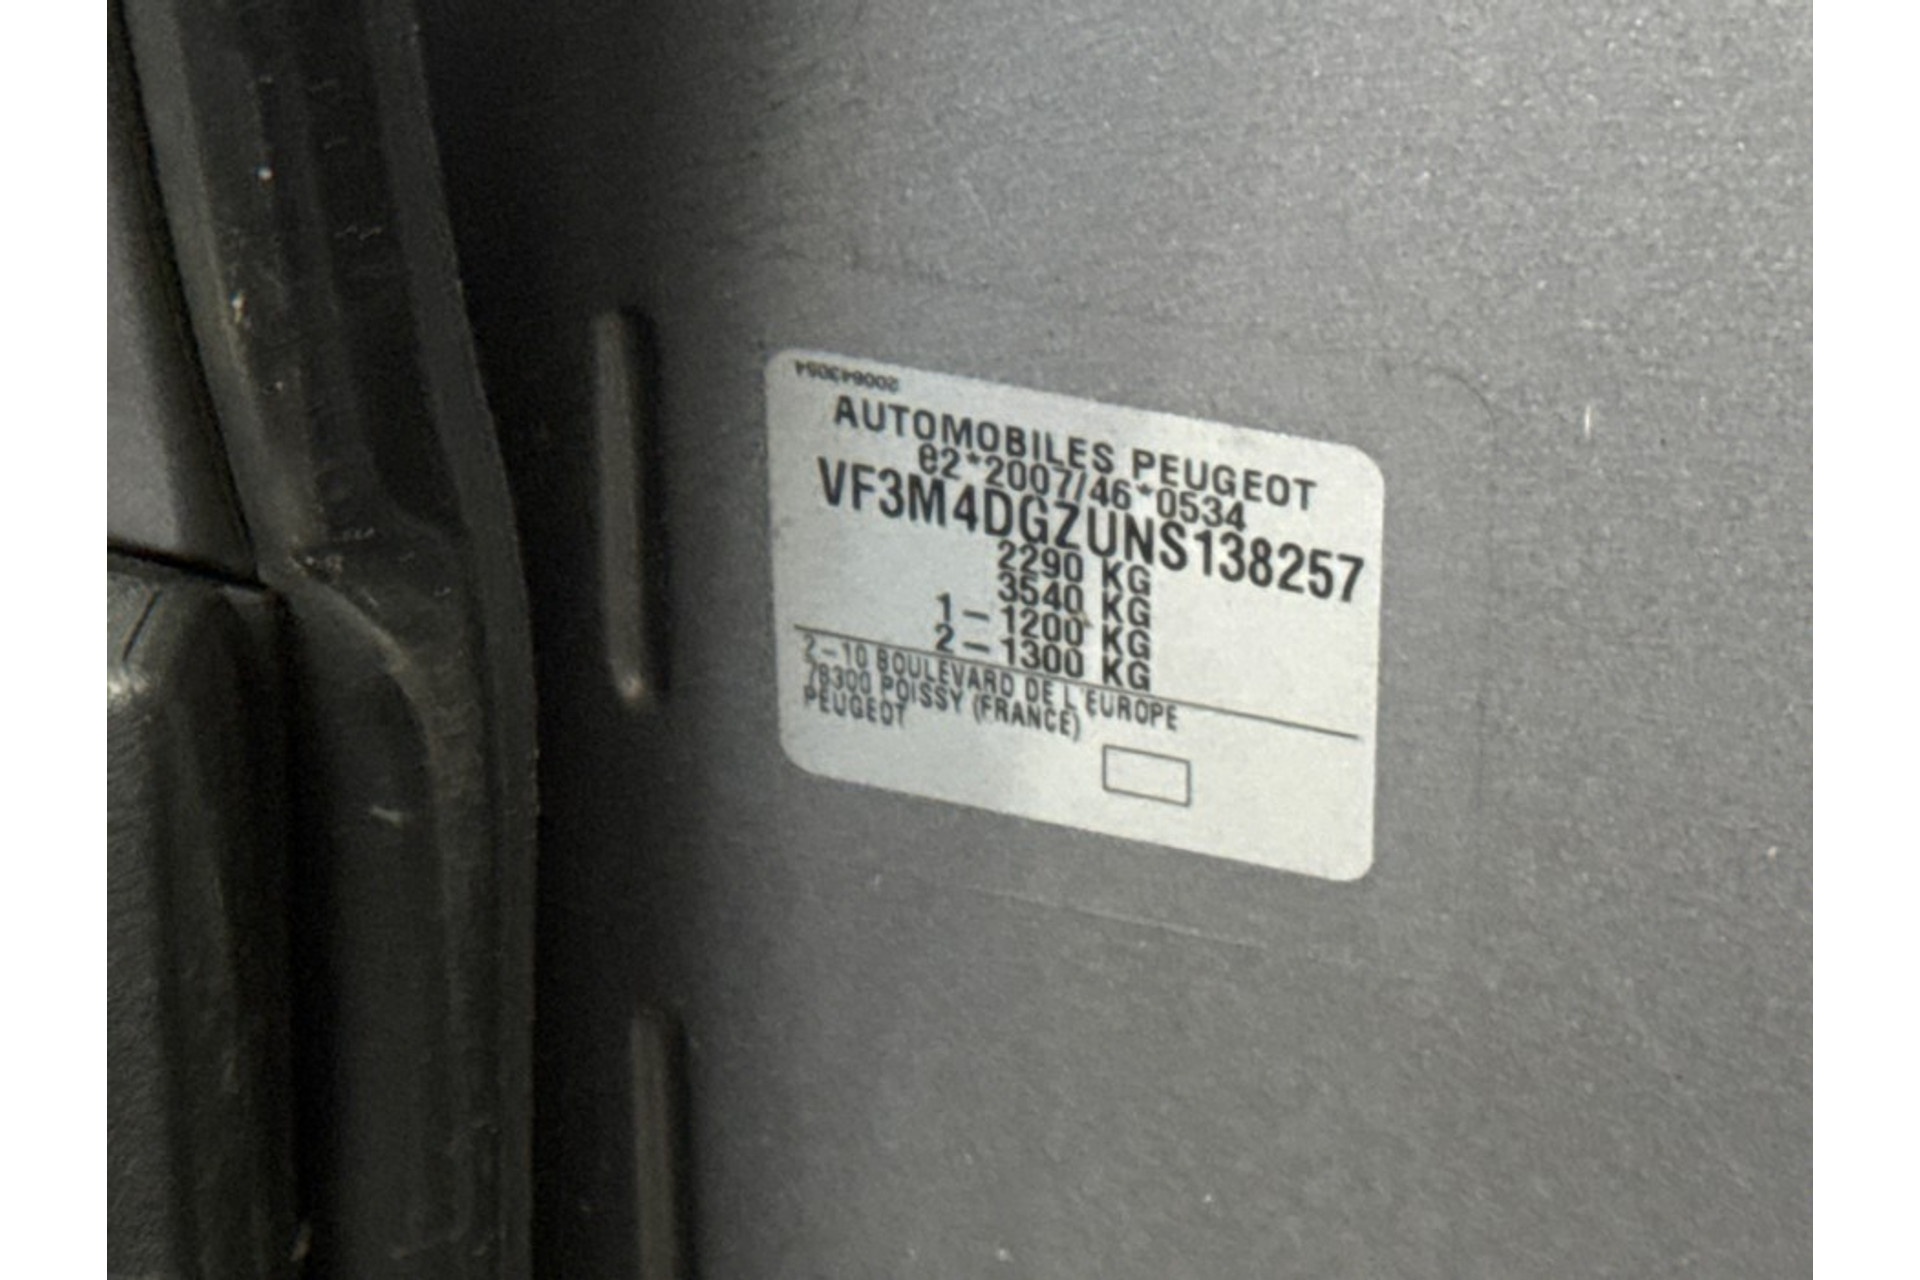 200643054
AUTOMOBILES PEUGEOT
e2*2007/46*0534
VF3M4DGZUNS138257
2290 KG
3540 KG
1 - 1200 KG
2 - 1300 KG
2-10 BOULEVARD DE L'EUROPE
78300 POISSY (FRANCE)
PEUGEOT